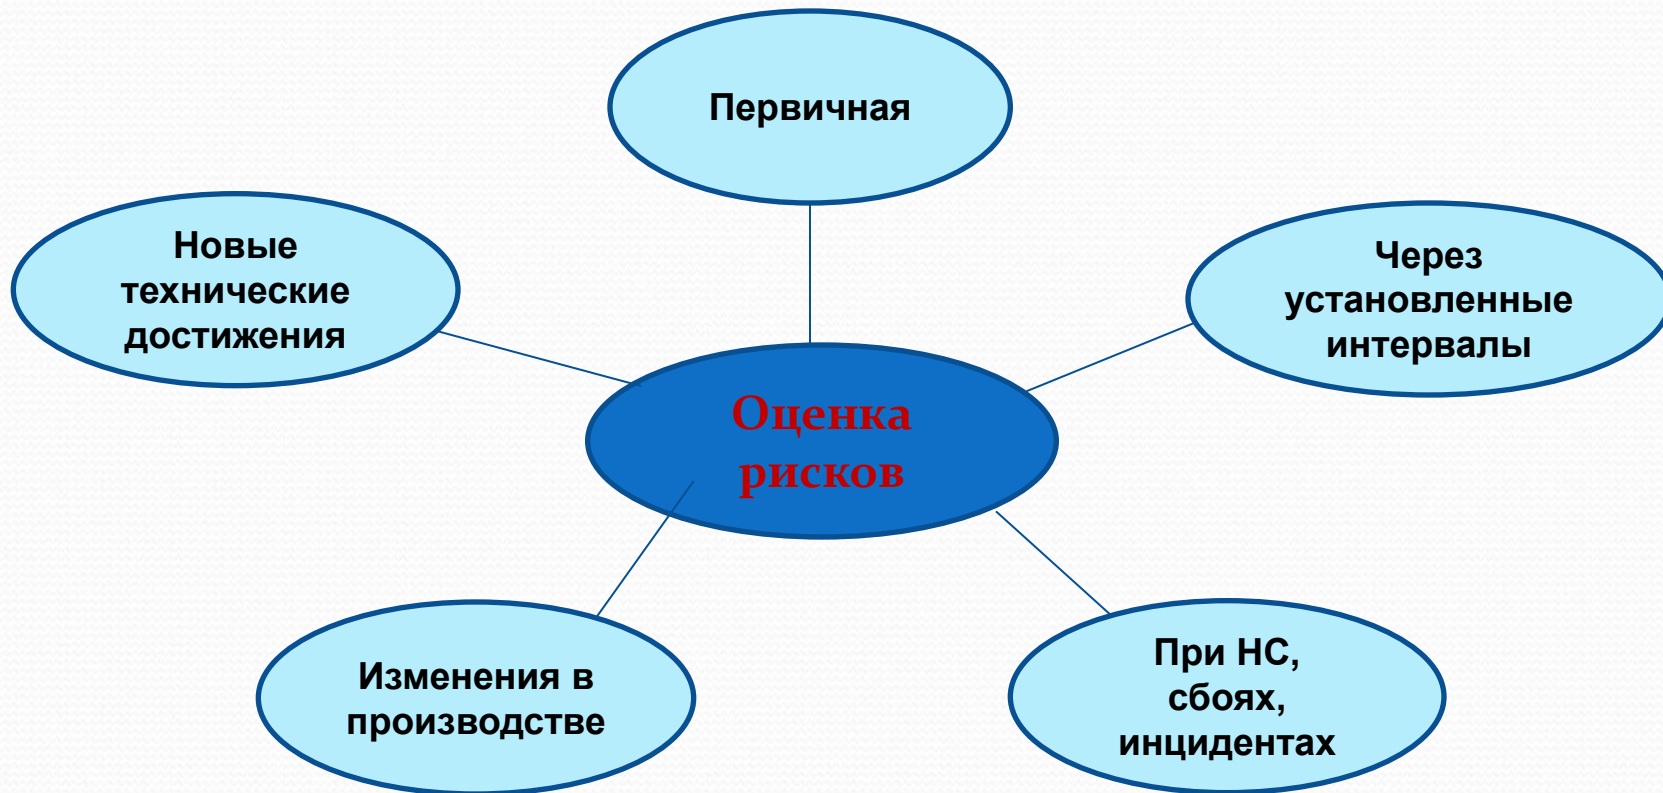 Первичная
Новые
технические
достижения
Через
установленные
интервалы
Оценка
рисков
Изменения в
производстве
При НС,
сбоях,
инцидентах